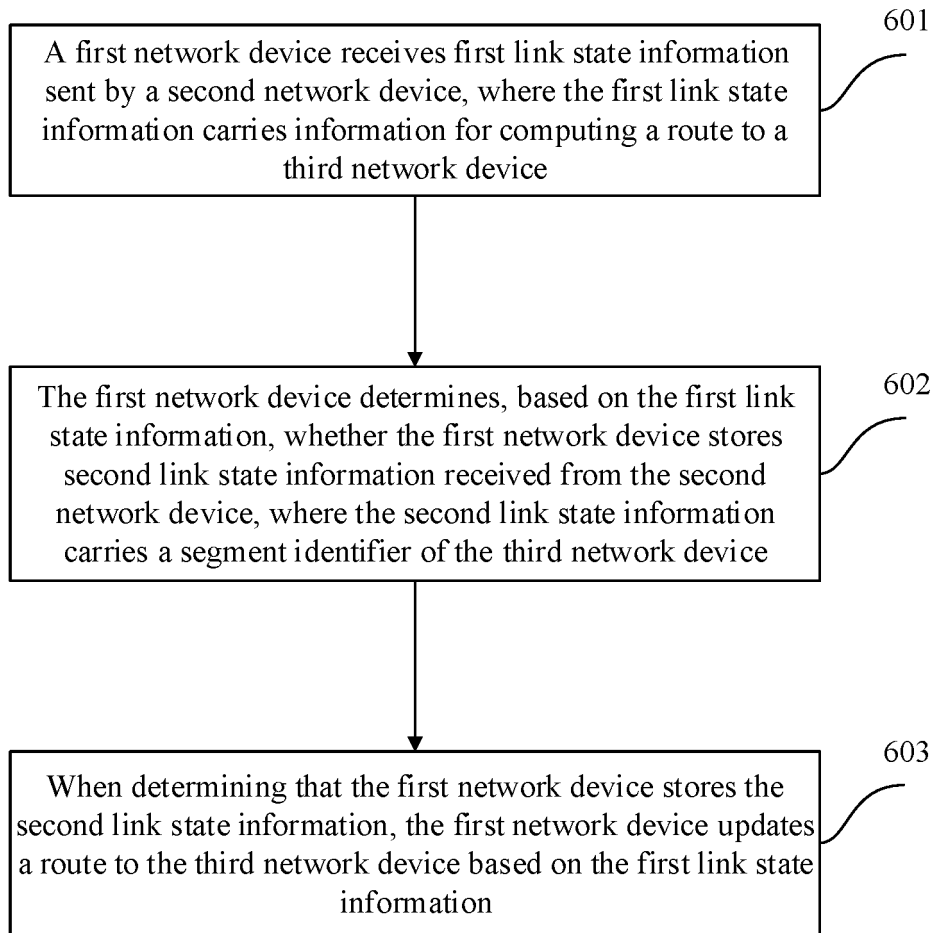 601
A first network device receives first link state information
sent by a second network device, where the first link state
information carries information for computing a route to a
third network device
602
The first network device determines, based on the first link
state information, whether the first network device stores
second link state information received from the second
network device, where the second link state information
carries a segment identifier of the third network device
603
When determining that the first network device stores the
second link state information, the first network device updates
a route to the third network device based on the first link state
information